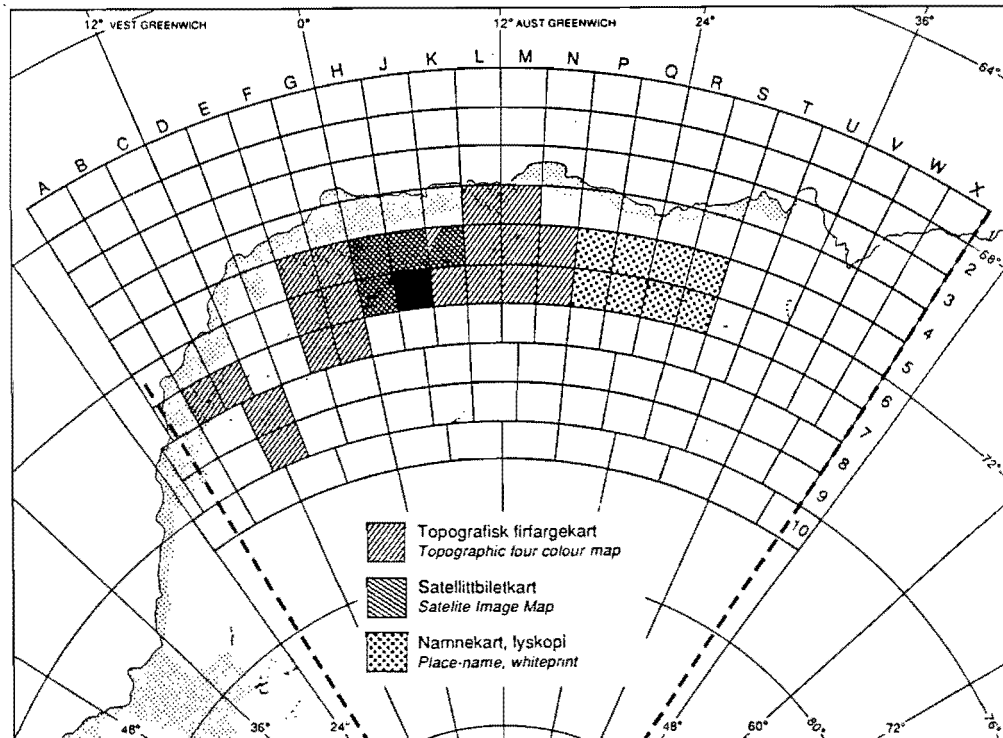 12° VEST GREENWICH 0° 12° AUST GREENWICH 24° 36°
64°
A B C D E F G H J K L M N P Q R S T U V W X
68°
2
3
4
5
6
7
8
9
10
72°
Topografisk firfargekart
Topographic four colour map
Satellittbiletkart
Satelite Image Map
Namnekart, lyskopi
Place-name, whiteprint
48° 36° 24° 48° 60° 80° 72° 76°